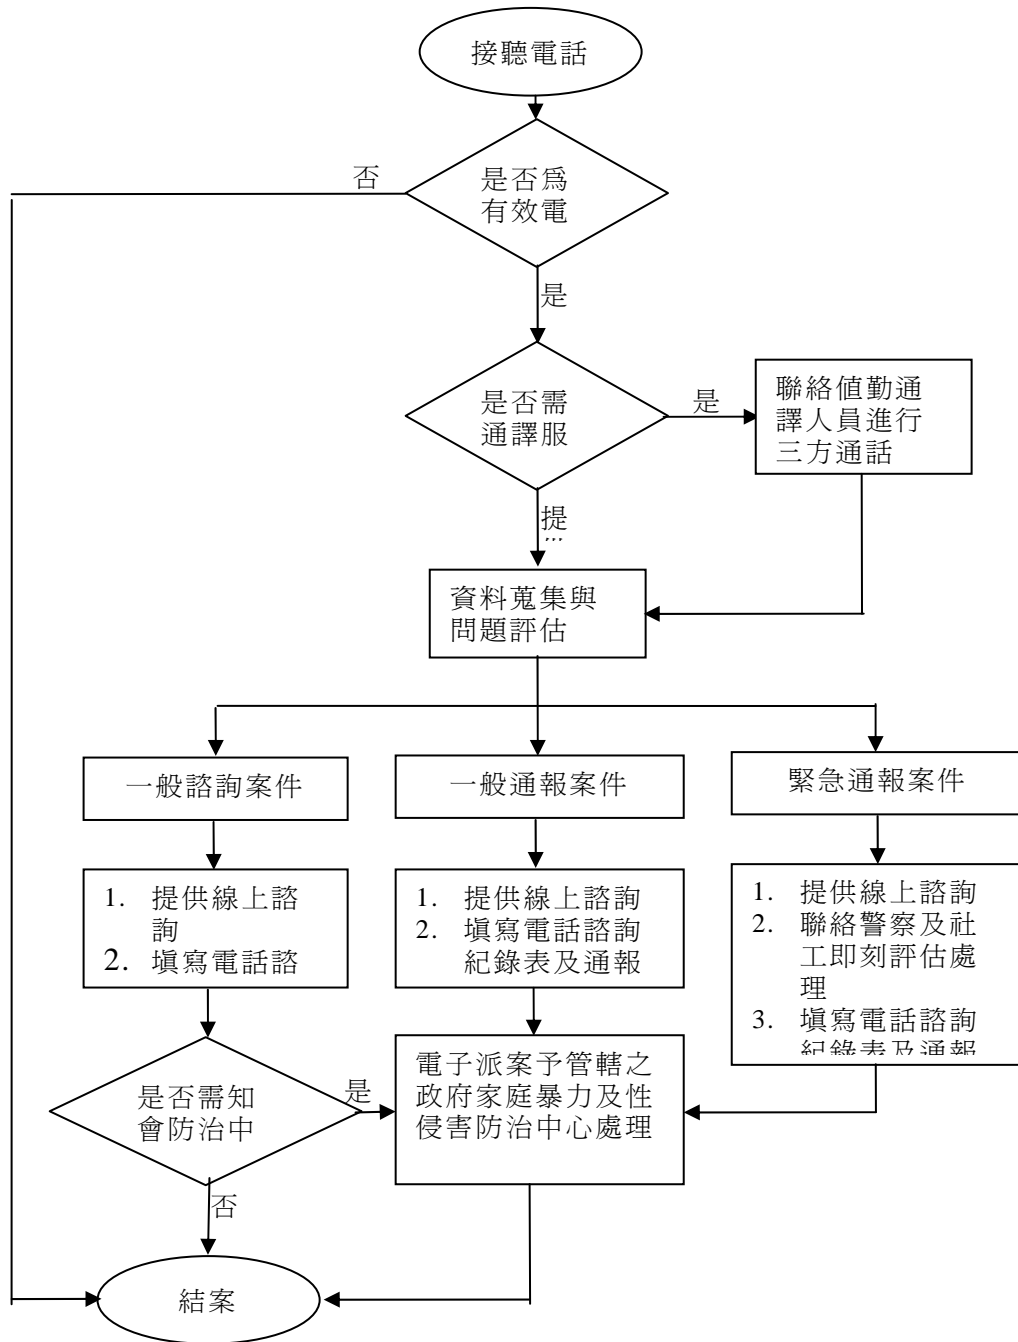 接聽電話
是否為
有效電
否
是
是否需
通譯服
是
聯絡值勤通
譯人員進行
三方通話
提
資料蒐集與
問題評估
一般諮詢案件
一般通報案件
緊急通報案件
1. 提供線上諮
詢
2. 填寫電話諮
1. 提供線上諮詢
2. 填寫電話諮詢
紀錄表及通報
1. 提供線上諮詢
2. 聯絡警察及社
工即刻評估處
理
3. 填寫電話諮詢
紀錄表及通報
是否需知
會防治中
是
電子派案予管轄之
政府家庭暴力及性
侵害防治中心處理
否
結案